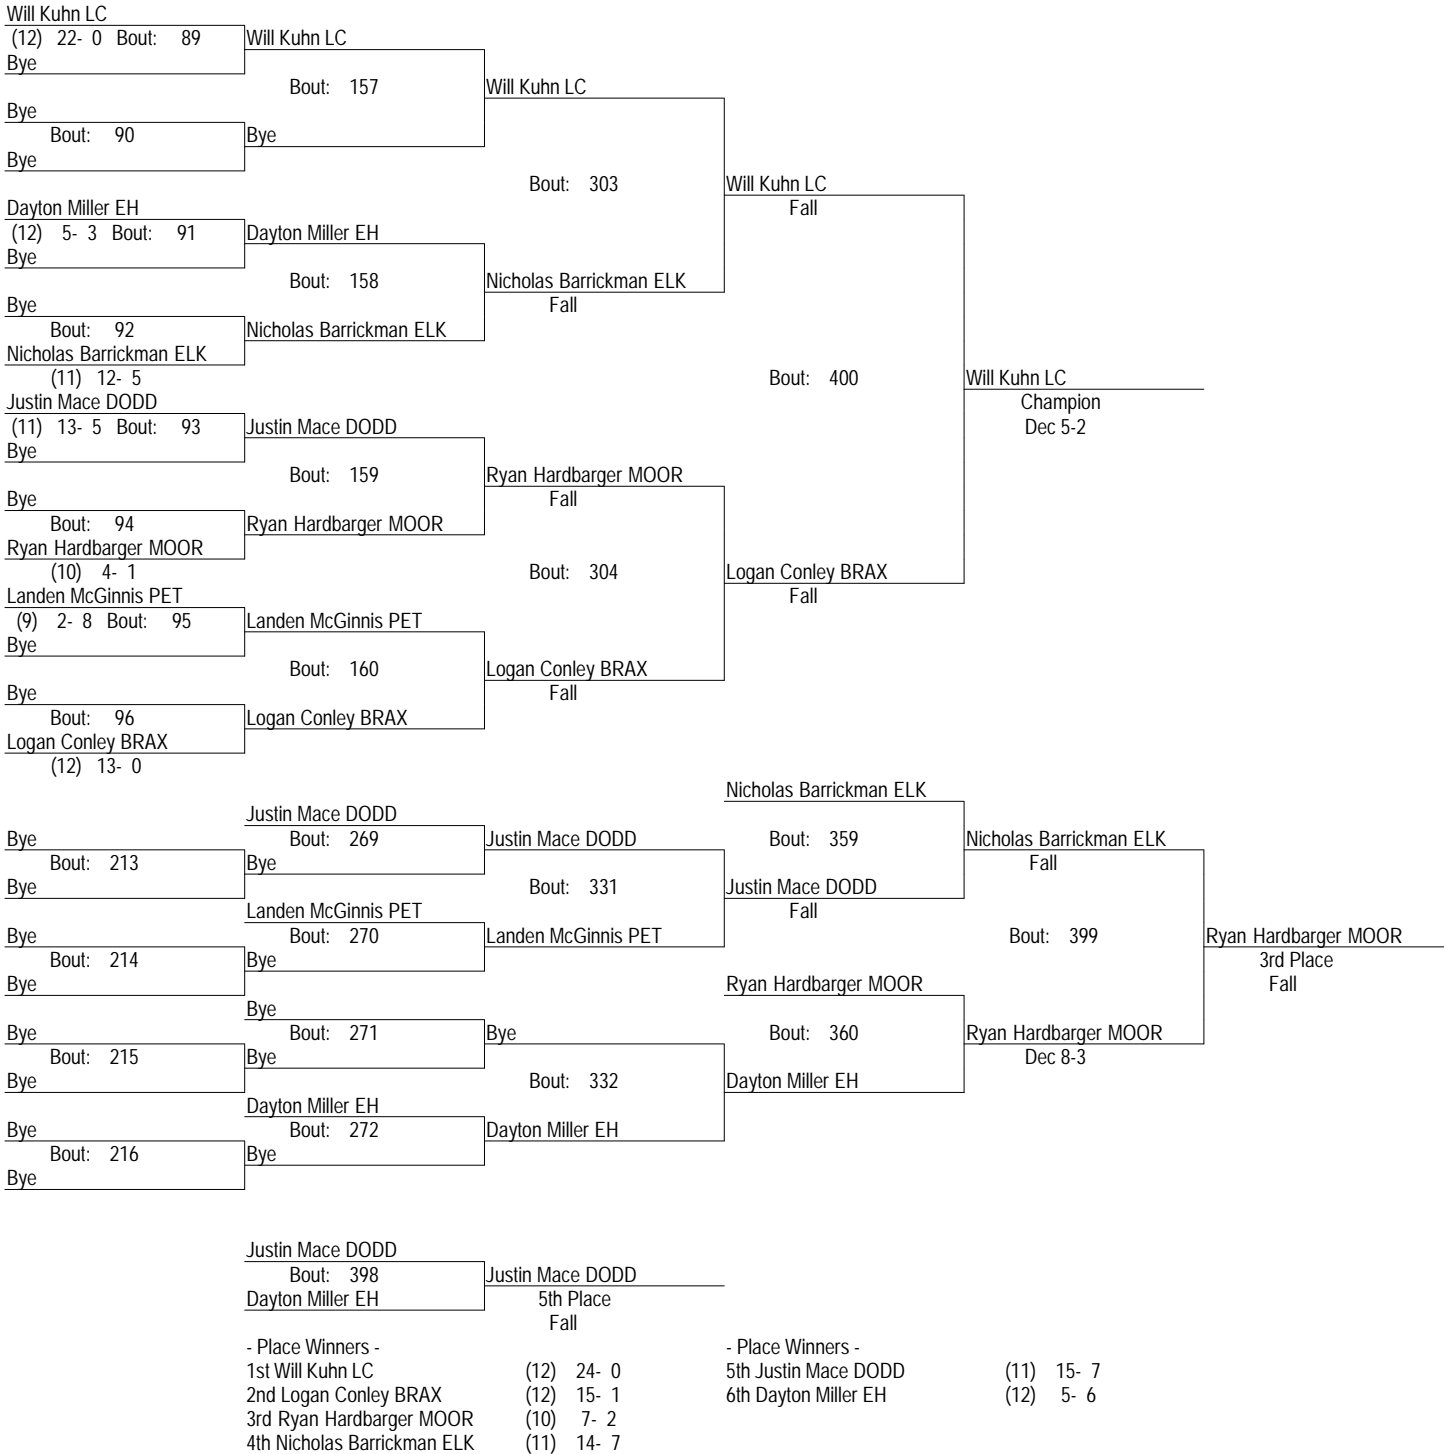 Will Kuhn LC
(12) 22- 0 Bout: 89 Will Kuhn LC
Bye
Bout: 157 Will Kuhn LC
Bye
Bout: 90 Bye
Bye
Bout: 303 Will Kuhn LC
Dayton Miller EH Fall
(12) 5- 3 Bout: 91 Dayton Miller EH
Bye
Bout: 158 Nicholas Barrickman ELK
Bye Fall
Bout: 92 Nicholas Barrickman ELK
Nicholas Barrickman ELK
(11) 12- 5 Bout: 400 Will Kuhn LC
Justin Mace DODD Champion
(11) 13- 5 Bout: 93 Justin Mace DODD Dec 5-2
Bye
Bout: 159 Ryan Hardbarger MOOR
Bye Fall
Bout: 94 Ryan Hardbarger MOOR
Ryan Hardbarger MOOR
(10) 4- 1 Bout: 304 Logan Conley BRAX
Landen McGinnis PET Fall
(9) 2- 8 Bout: 95 Landen McGinnis PET
Bye
Bout: 160 Logan Conley BRAX
Bye Fall
Bout: 96 Logan Conley BRAX
Logan Conley BRAX
(12) 13- 0
Nicholas Barrickman ELK
Justin Mace DODD
Bye Bout: 269 Justin Mace DODD Bout: 359 Nicholas Barrickman ELK
Bout: 213 Bye Fall
Bye Bout: 331 Justin Mace DODD
Landen McGinnis PET Fall
Bye Bout: 270 Landen McGinnis PET Bout: 399 Ryan Hardbarger MOOR
Bout: 214 Bye 3rd Place
Bye Ryan Hardbarger MOOR Fall
Bye
Bye Bout: 271 Bye Bout: 360 Ryan Hardbarger MOOR
Bout: 215 Bye Dec 8-3
Bye Bout: 332 Dayton Miller EH
Dayton Miller EH
Bye Bout: 272 Dayton Miller EH
Bout: 216 Bye
Bye
Justin Mace DODD
Bout: 398 Justin Mace DODD
Dayton Miller EH 5th Place
Fall
- Place Winners - - Place Winners -
1st Will Kuhn LC (12) 24- 0 5th Justin Mace DODD (11) 15- 7
2nd Logan Conley BRAX (12) 15- 1 6th Dayton Miller EH (12) 5- 6
3rd Ryan Hardbarger MOOR (10) 7- 2
4th Nicholas Barrickman ELK (11) 14- 7